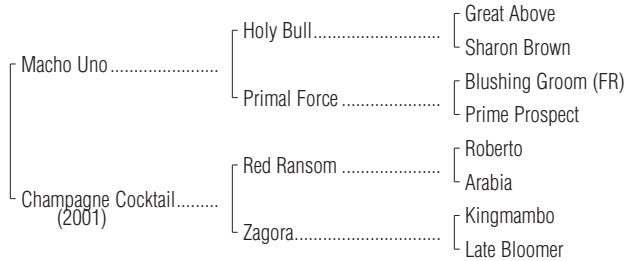 Great Above
Holy Bull
Sharon Brown
Macho Uno
Blushing Groom (FR)
Primal Force
Prime Prospect
Roberto
Red Ransom
Arabia
Champagne Cocktail
(2001)
Kingmambo
Zagora
Late Bloomer